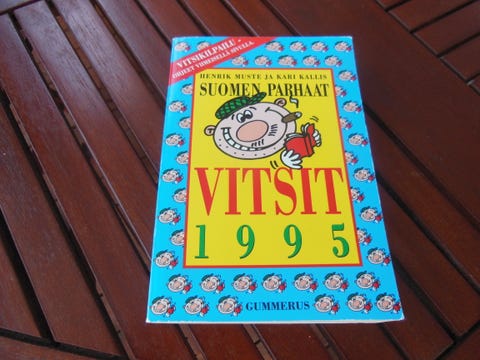 VITSIKILPAILU -
OHJEET VIIMEISELLÄ SIVULLA.
HENRIK MUSTE JA KARI KALLIS
SUOMEN PARHAAT
VITSIT
1995
GUMMERUS